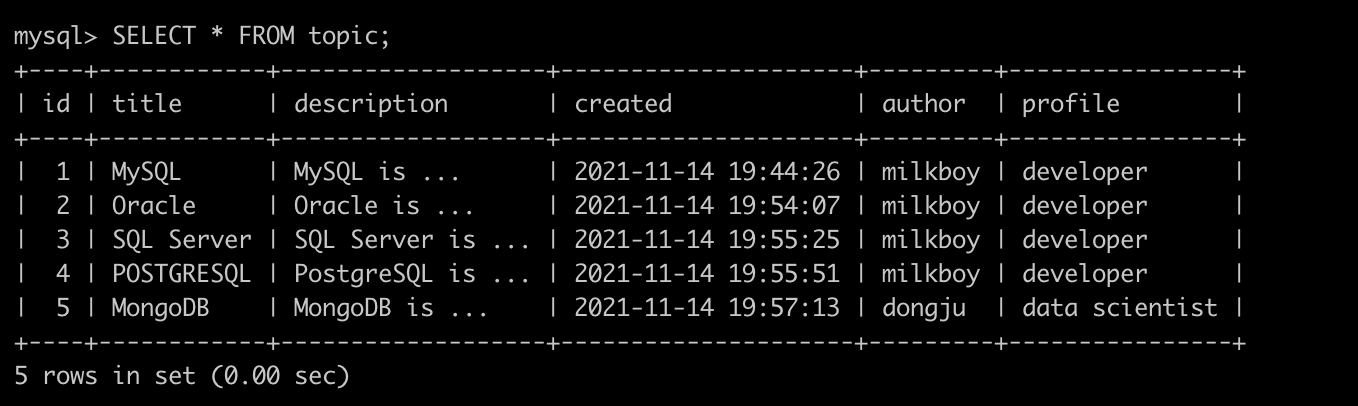 mysql> SELECT * FROM topic;
+----+------------+-------------------+---------------------+---------+----------------+
| id | title      | description       | created             | author  | profile        |
+----+------------+-------------------+---------------------+---------+----------------+
|  1 | MySQL      | MySQL is ...      | 2021-11-14 19:44:26 | milkboy | developer      |
|  2 | Oracle     | Oracle is ...     | 2021-11-14 19:54:07 | milkboy | developer      |
|  3 | SQL Server | SQL Server is ... | 2021-11-14 19:55:25 | milkboy | developer      |
|  4 | POSTGRESQL | PostgreSQL is ... | 2021-11-14 19:55:51 | milkboy | developer      |
|  5 | MongoDB    | MongoDB is ...    | 2021-11-14 19:57:13 | dongju  | data scientist |
+----+------------+-------------------+---------------------+---------+----------------+
5 rows in set (0.00 sec)